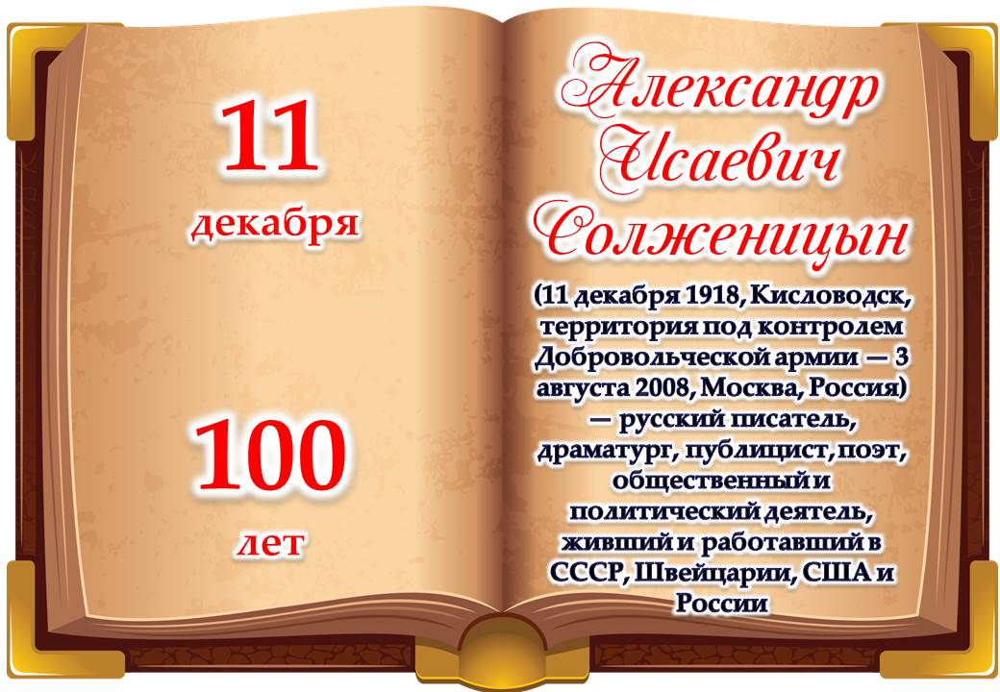 11
декабря
100
лет
Александр
Исаевич
Солженицын
(11 декабря 1918, Кисловодск,
территория под контролем
Добровольческой армии — 3
августа 2008, Москва, Россия)
— русский писатель,
драматург, публицист, поэт,
общественный и
политический деятель,
живший и работавший в
СССР, Швейцарии, США и
России